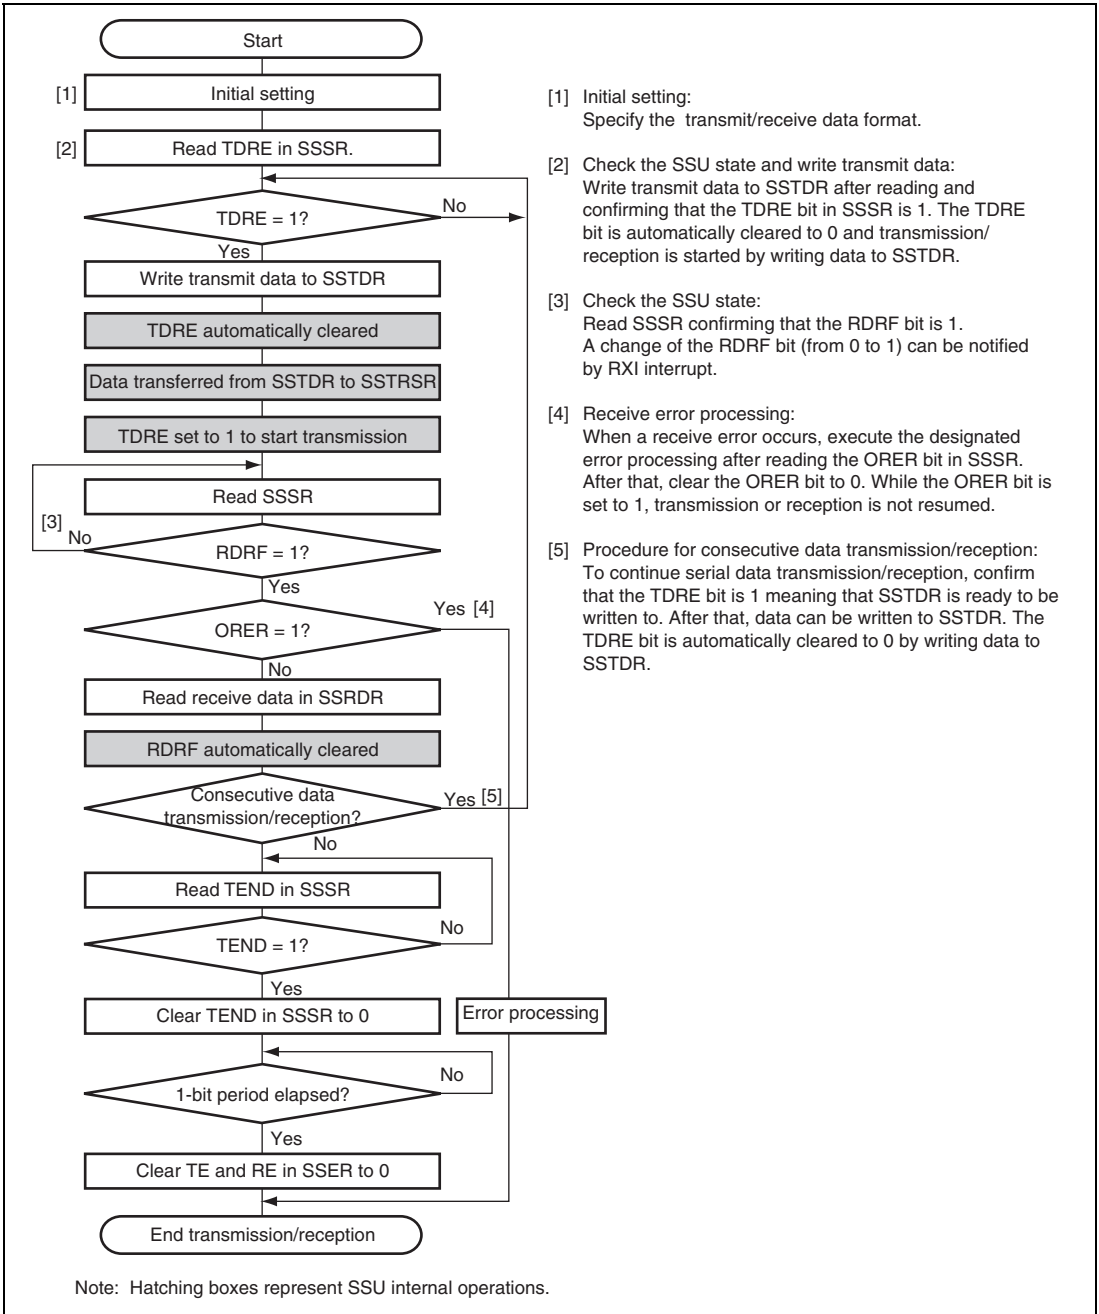 Start
[1] Initial setting
[2] Read TDRE in SSSR.
TDRE = 1?
No
Yes
Write transmit data to SSTDR
TDRE automatically cleared
Data transferred from SSTDR to SSTRSR
TDRE set to 1 to start transmission
Read SSSR
[3]
No
RDRF = 1?
Yes
Yes [4]
ORER = 1?
No
Read receive data in SSRDR
RDRF automatically cleared
Consecutive data
transmission/reception?
Yes [5]
No
Read TEND in SSSR
No
TEND = 1?
Yes
Clear TEND in SSSR to 0
Error processing
No
1-bit period elapsed?
Yes
Clear TE and RE in SSER to 0
End transmission/reception
[1] Initial setting:
Specify the transmit/receive data format.
[2] Check the SSU state and write transmit data:
Write transmit data to SSTDR after reading and
confirming that the TDRE bit in SSSR is 1. The TDRE
bit is automatically cleared to 0 and transmission/
reception is started by writing data to SSTDR.
[3] Check the SSU state:
Read SSSR confirming that the RDRF bit is 1.
A change of the RDRF bit (from 0 to 1) can be notified
by RXI interrupt.
[4] Receive error processing:
When a receive error occurs, execute the designated
error processing after reading the ORER bit in SSSR.
After that, clear the ORER bit to 0. While the ORER bit is
set to 1, transmission or reception is not resumed.
[5] Procedure for consecutive data transmission/reception:
To continue serial data transmission/reception, confirm
that the TDRE bit is 1 meaning that SSTDR is ready to be
written to. After that, data can be written to SSTDR. The
TDRE bit is automatically cleared to 0 by writing data to
SSTDR.
Note: Hatching boxes represent SSU internal operations.